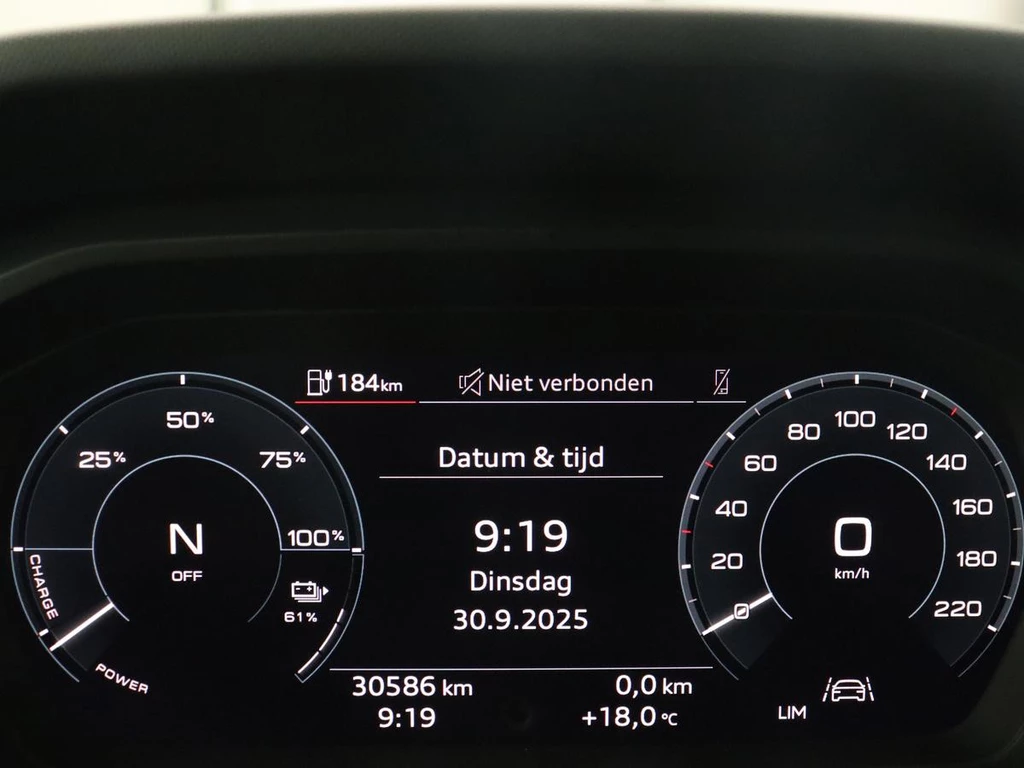 184 km
Niet verbonden
Datum & tijd
9:19
Dinsdag
30.9.2025
30586 km
0,0 km
9:19
+18,0 °C
25%
50%
75%
100%
N
OFF
61%
CHARGE
POWER
20
40
60
80
100
120
140
160
180
220
0
km/h
LIM